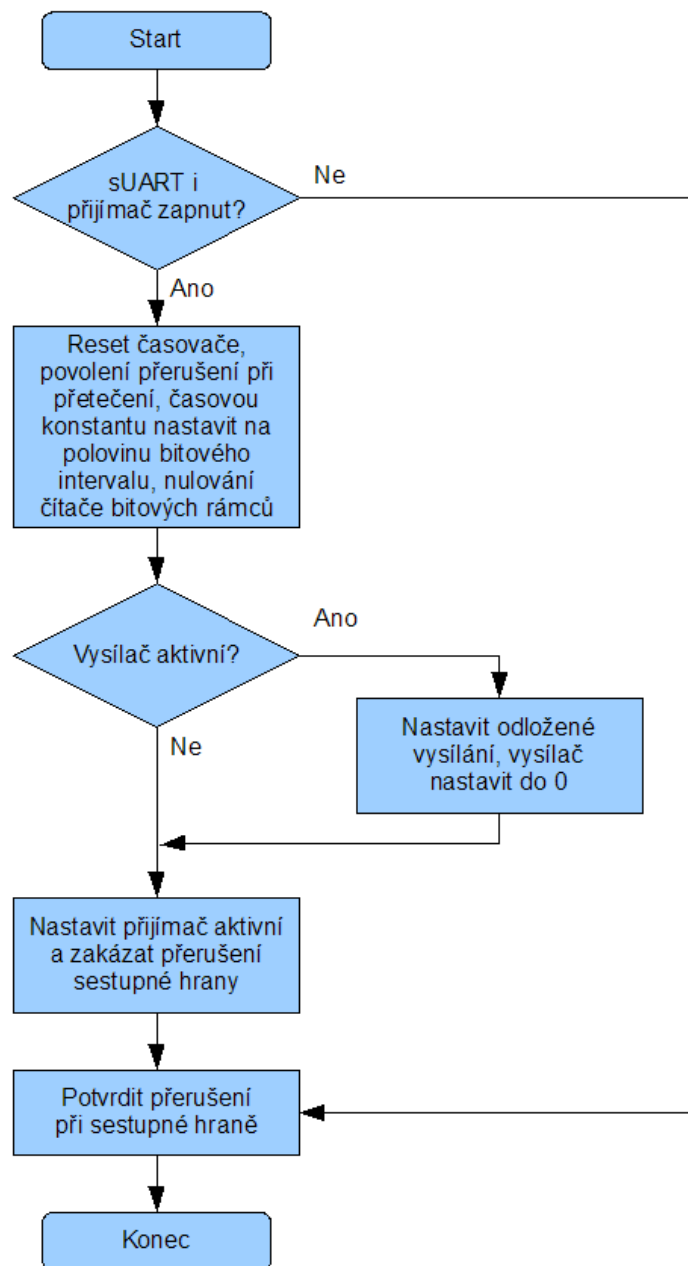 Start
sUART i
přijímač zapnut?
Ne
Ano
Reset časovače,
povolení přerušení při
přetečení, časovou
konstantu nastavit na
polovinu bitového
intervalu, nulování
čítače bitových rámců
Vysílač aktivní?
Ano
Ne
Nastavit odložené
vysílání, vysílač
nastavit do 0
Nastavit přijímač aktivní
a zakázat přerušení
sestupné hrany
Potvrdit přerušení
při sestupné hraně
Konec